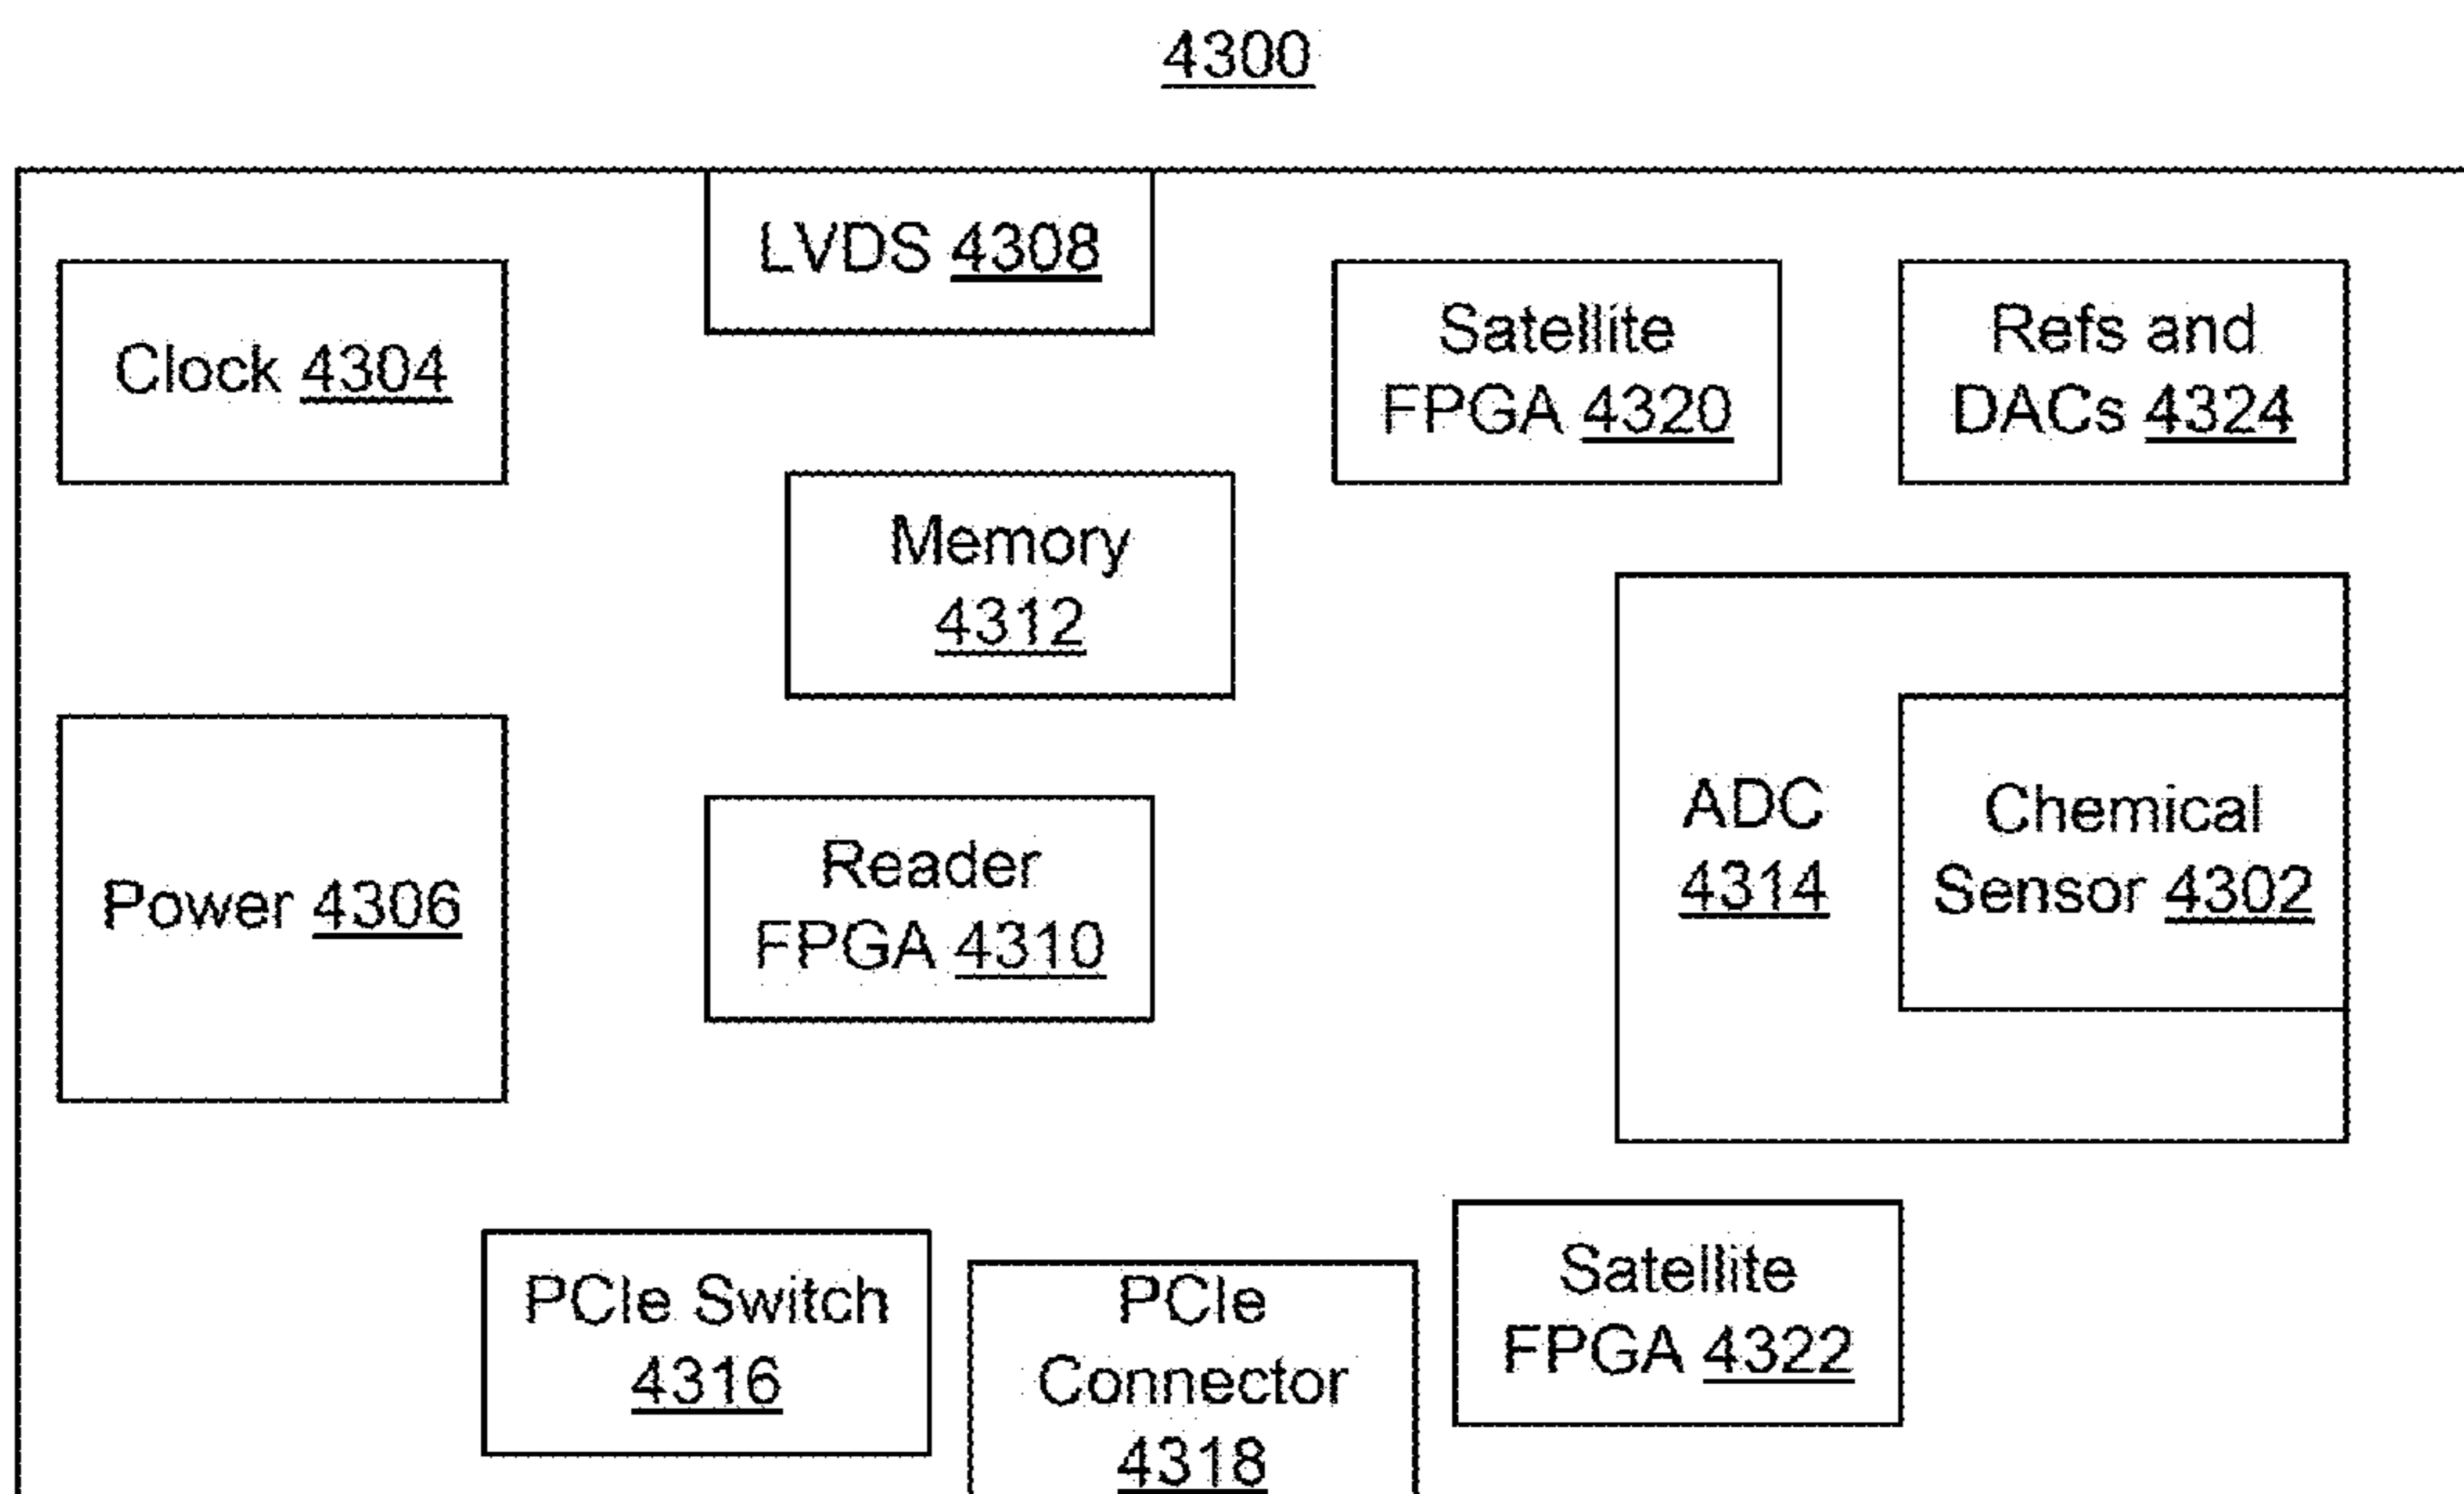 4300
LVDS 4308
Clock 4304
Satellite
FPGA 4320
Refs and
DACs 4324
Memory
4312
ADC
4314
Chemical
Sensor 4302
Power 4306
Reader
FPGA 4310
PCIe Switch
4316
PCIe
Connector
4318
Satellite
FPGA 4322